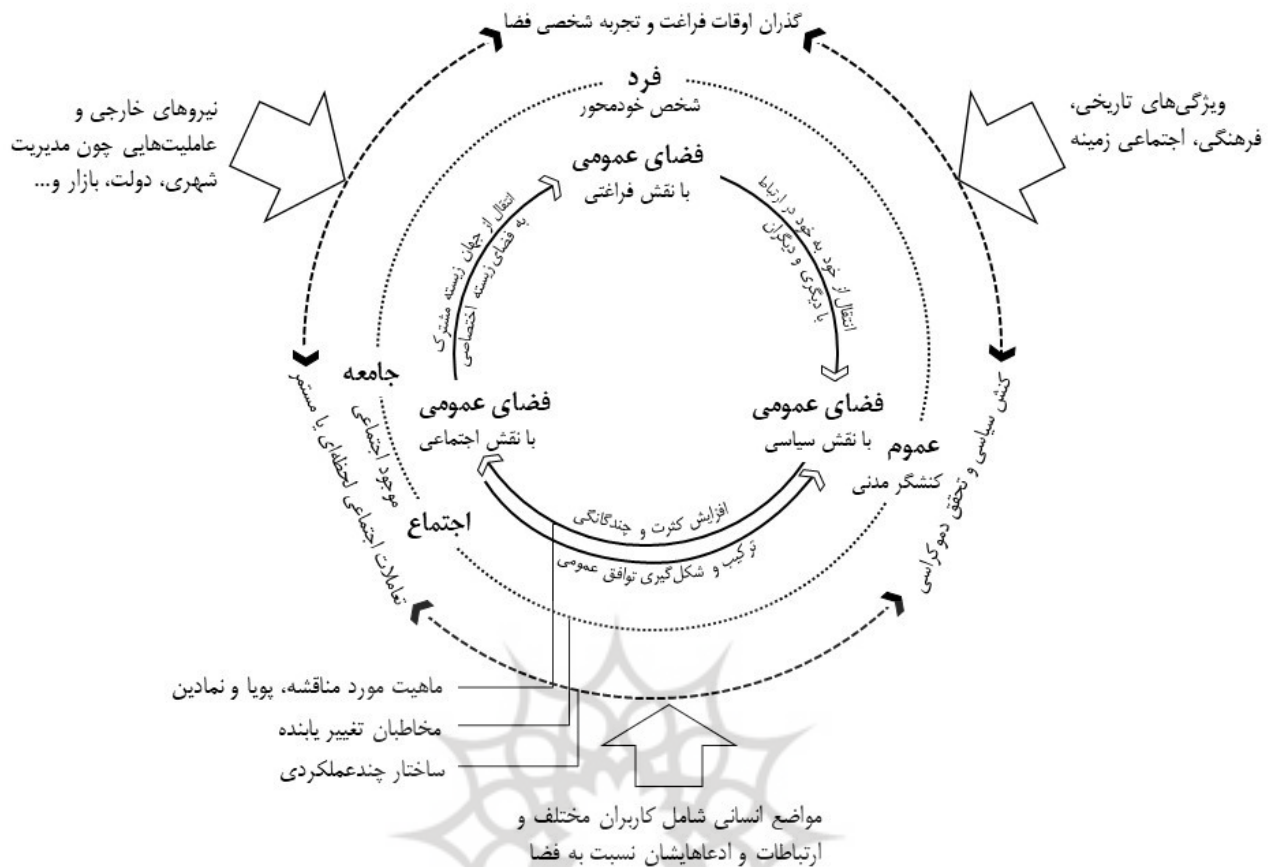 گذران اوقات فراغت و تجربه شخصی فضا
فرد
شخص خودمحور
ویژگی‌های تاریخی،
فرهنگی، اجتماعی زمینه
نیروهای خارجی و
عاملیت‌هایی چون مدیریت
شهری، دولت، بازار و...
فضای عمومی
با نقش فراغتی
انتقال از خود به خود در ارتباط
با دیگری و دیگران
انتقال از جهان زیسته مشترک
به فضای زیسته اختصاصی
فضای عمومی
با نقش سیاسی
عموم
کنشگر مدنی
کنش سیاسی و تحقق دموکراسی
فضای عمومی
با نقش اجتماعی
جامعه
موجود اجتماعی
اجتماع
تعاملات اجتماعی لحظه‌ای یا مستمر
افزایش کثرت و چندگانگی
ترکیب و شکل‌گیری توافق عمومی
ماهیت مورد مناقشه، پویا و نمادین
مخاطبان تغییر یابنده
ساختار چندعملکردی
مواضع انسانی شامل کاربران مختلف و
ارتباطات و ادعاهایشان نسبت به فضا